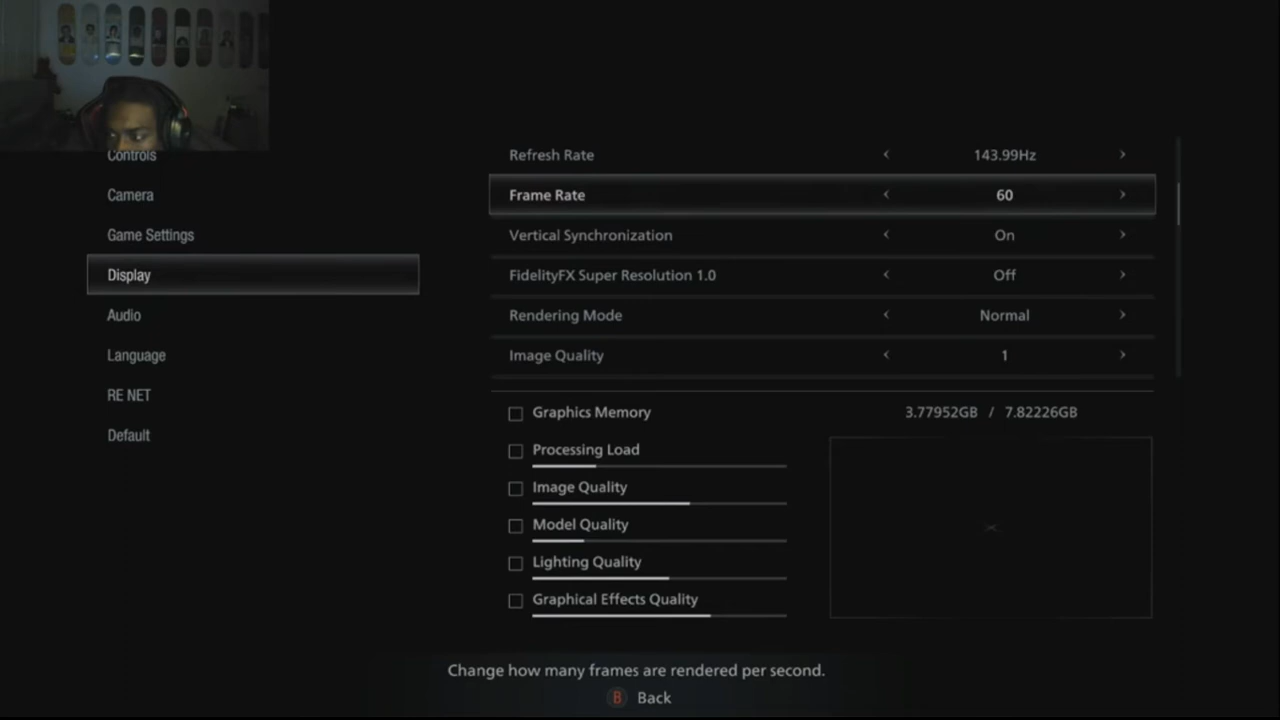 Controls
Camera
Game Settings
Display
Audio
Language
RE NET
Default
Refresh Rate < 143.99Hz >
Frame Rate < 60 >
Vertical Synchronization < On >
FidelityFX Super Resolution 1.0 < Off >
Rendering Mode < Normal >
Image Quality < 1 >
Graphics Memory 3.77952GB / 7.82226GB
Processing Load
Image Quality
Model Quality
Lighting Quality
Graphical Effects Quality
Change how many frames are rendered per second.
B Back